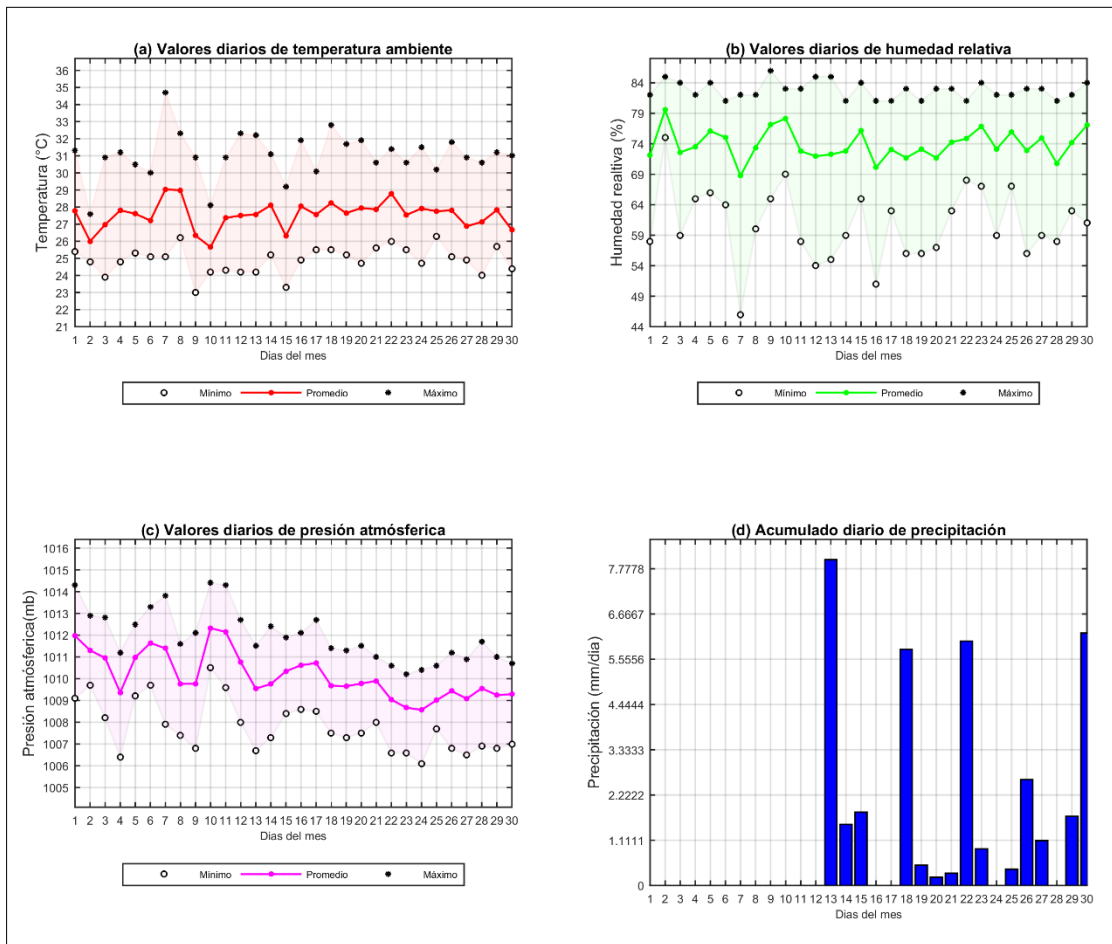 (a) Valores diarios de temperatura ambiente
Temperatura (°C)
36
35
34
33
32
31
30
29
28
27
26
25
24
23
22
21
1 2 3 4 5 6 7 8 9 10 11 12 13 14 15 16 17 18 19 20 21 22 23 24 25 26 27 28 29 30
Dias del mes
Mínimo Promedio Máximo
(b) Valores diarios de humedad relativa
Humedad realtiva (%)
84
79
74
69
64
59
54
49
44
1 2 3 4 5 6 7 8 9 10 11 12 13 14 15 16 17 18 19 20 21 22 23 24 25 26 27 28 29 30
Dias del mes
Mínimo Promedio Máximo
(c) Valores diarios de presión atmósferica
Presión atmósferica(mb)
1016
1015
1014
1013
1012
1011
1010
1009
1008
1007
1006
1005
1 2 3 4 5 6 7 8 9 10 11 12 13 14 15 16 17 18 19 20 21 22 23 24 25 26 27 28 29 30
Dias del mes
Mínimo Promedio Máximo
(d) Acumulado diario de precipitación
Precipitación (mm/dia)
7.7778
6.6667
5.5556
4.4444
3.3333
2.2222
1.1111
0
1 2 3 4 5 6 7 8 9 10 11 12 13 14 15 16 17 18 19 20 21 22 23 24 25 26 27 28 29 30
Dias del mes